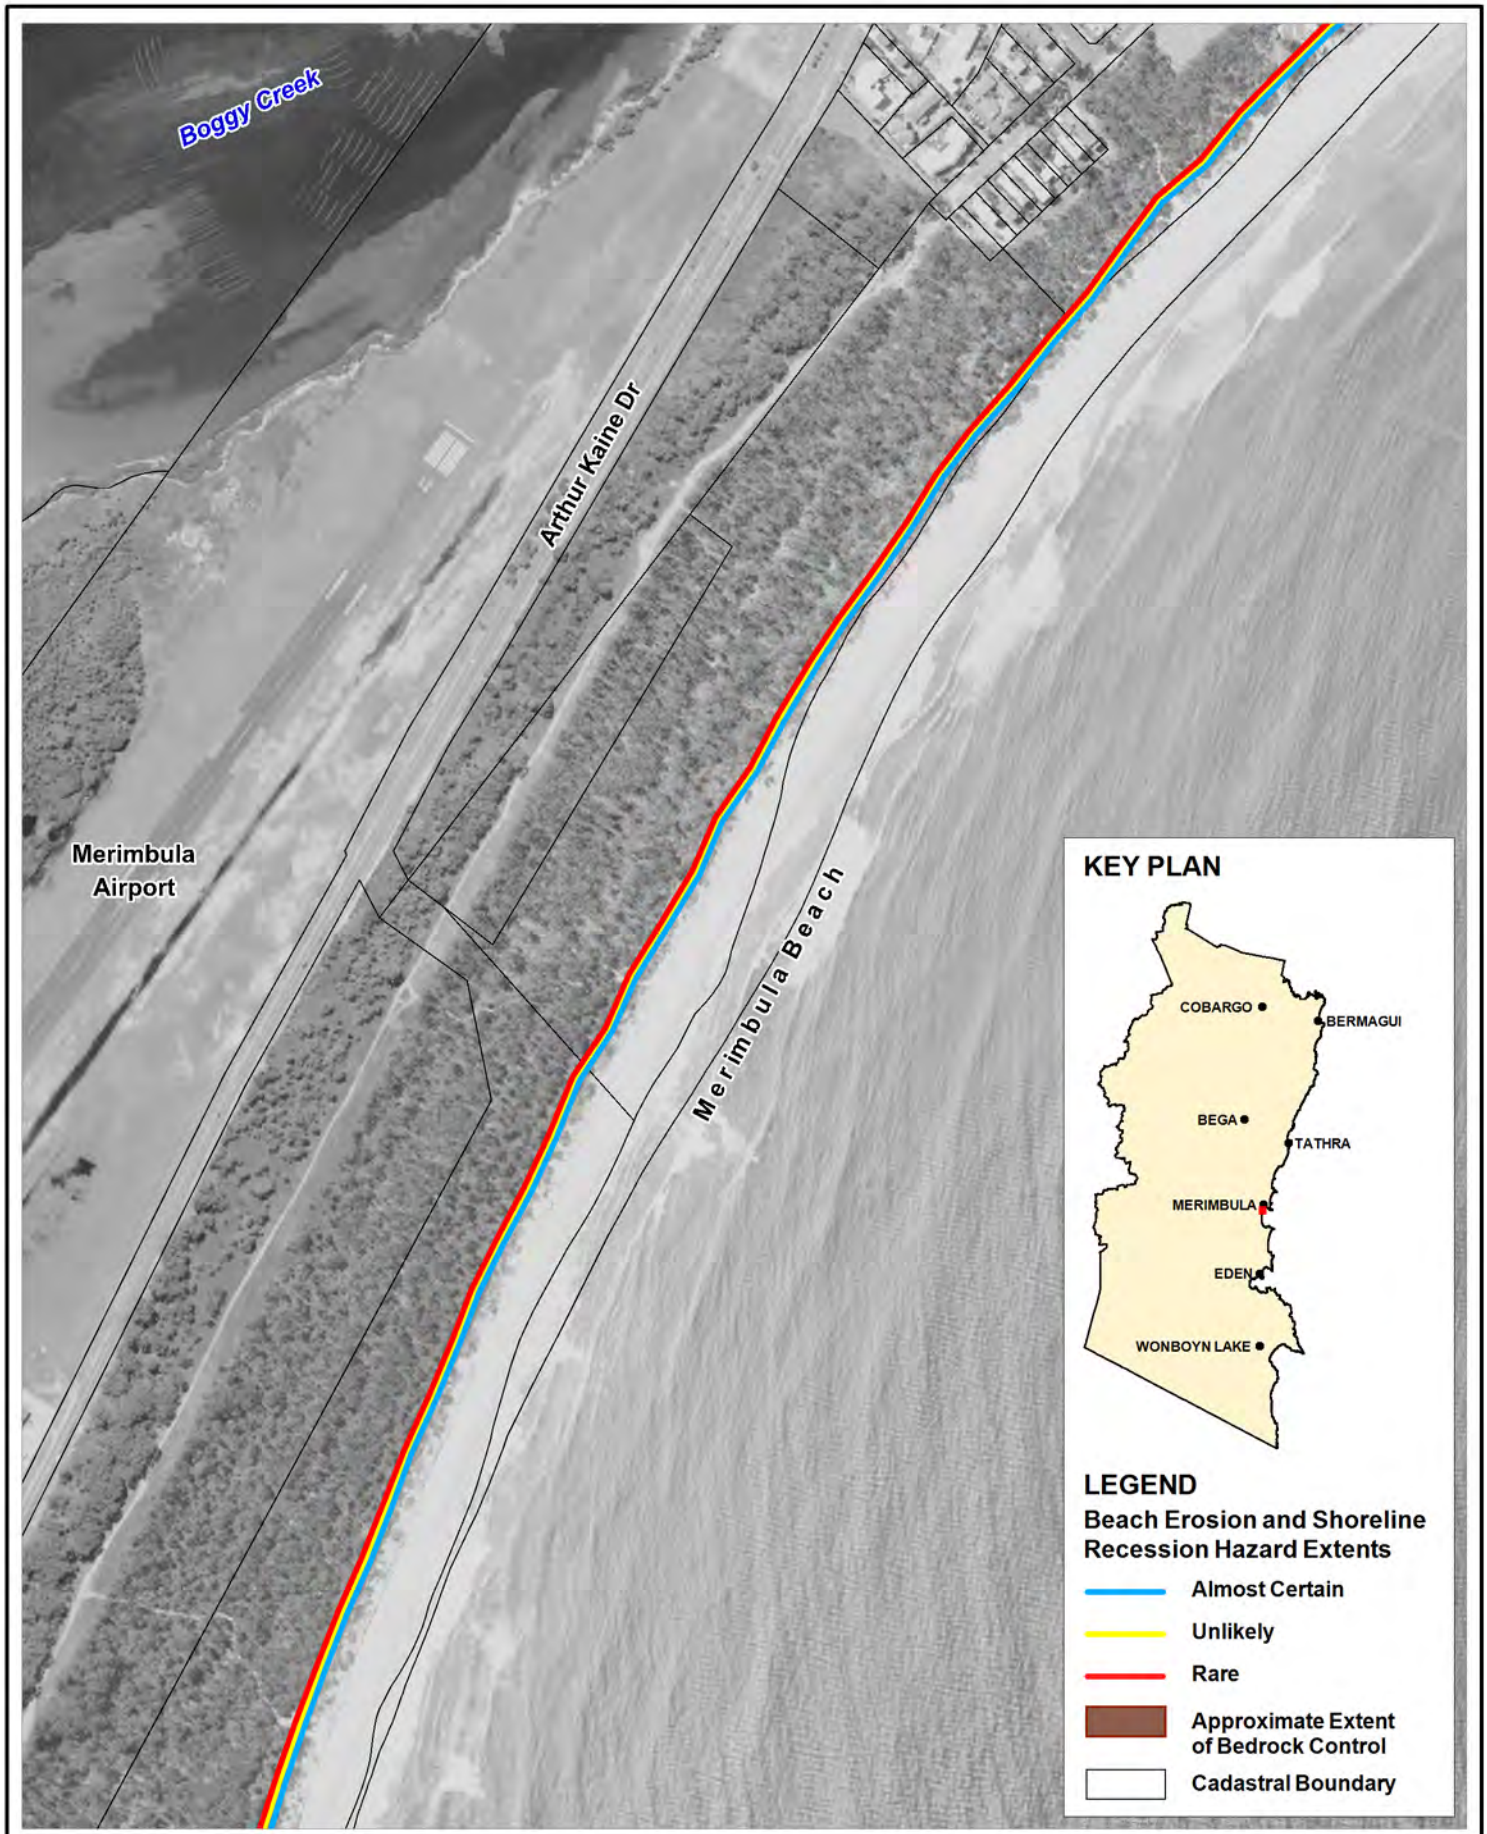 Boggy Creek
Arthur Kaine Dr
Merimbula
Airport
Merimbula Beach
KEY PLAN
COBARGO
BERMAGUI
BEGA
TATHRA
MERIMBULA
EDEN
WONBOYN LAKE
LEGEND
Beach Erosion and Shoreline
Recession Hazard Extents
Almost Certain
Unlikely
Rare
Approximate Extent
of Bedrock Control
Cadastral Boundary